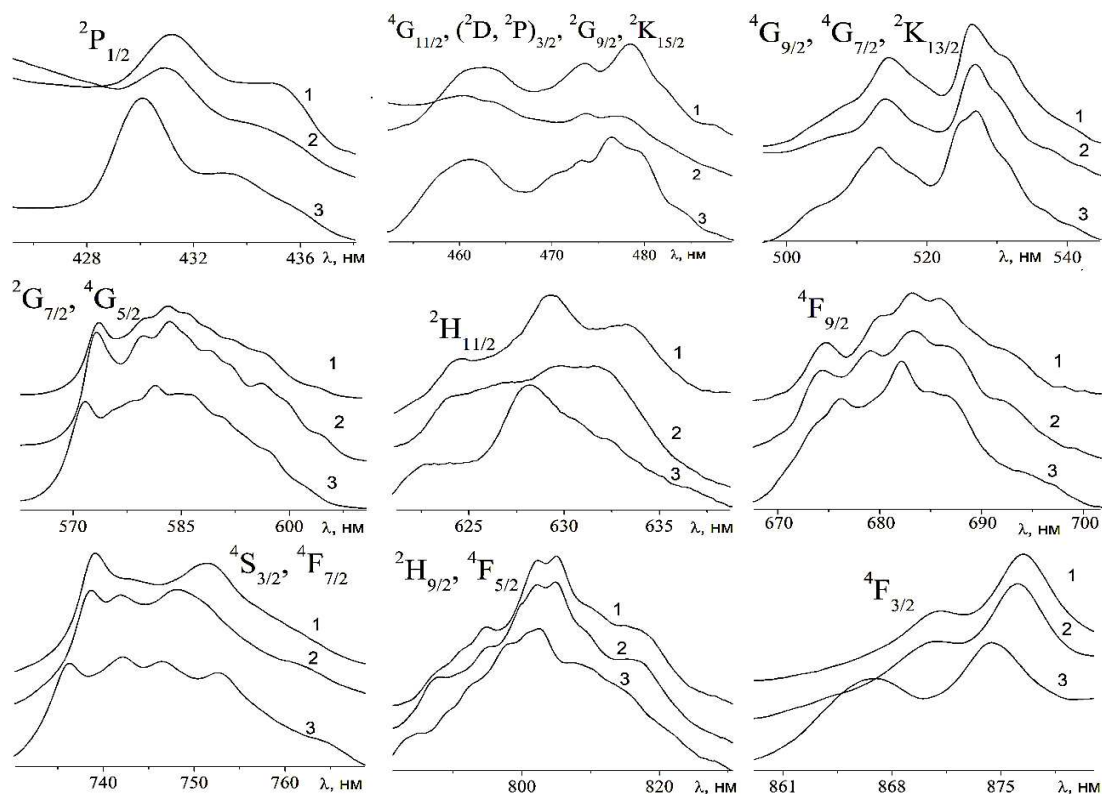 ²P₁/₂
1
2
3
428 432 436 λ, нм
⁴G₁₁/₂, (²D, ²P)₃/₂, ²G₉/₂, ²K₁₅/₂
1
2
3
460 470 480 λ, нм
⁴G₉/₂, ⁴G₇/₂, ²K₁₃/₂
1
2
3
500 520 540
λ, нм
²G₇/₂, ⁴G₅/₂
1
2
3
570 585 600 λ, нм
²H₁₁/₂
1
2
3
625 630 635 λ, нм
⁴F₉/₂
1
2
3
670 680 690 700
λ, нм
⁴S₃/₂, ⁴F₇/₂
1
2
3
740 750 760 λ, нм
²H₉/₂, ⁴F₅/₂
1
2
3
800 820 λ, нм
⁴F₃/₂
1
2
3
861 868 875 λ, нм